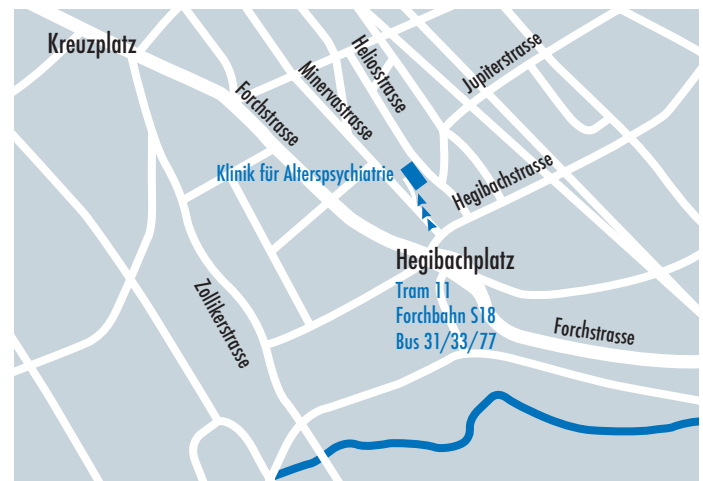 Kreuzplatz
Heliosstrasse
Jupiterstrasse
Minervastrasse
Forchstrasse
Klinik für Alterspsychiatrie
Hegibachstrasse
Hegibachplatz
Tram 11
Forchbahn S18
Bus 31/33/77
Zollikerstrasse
Forchstrasse